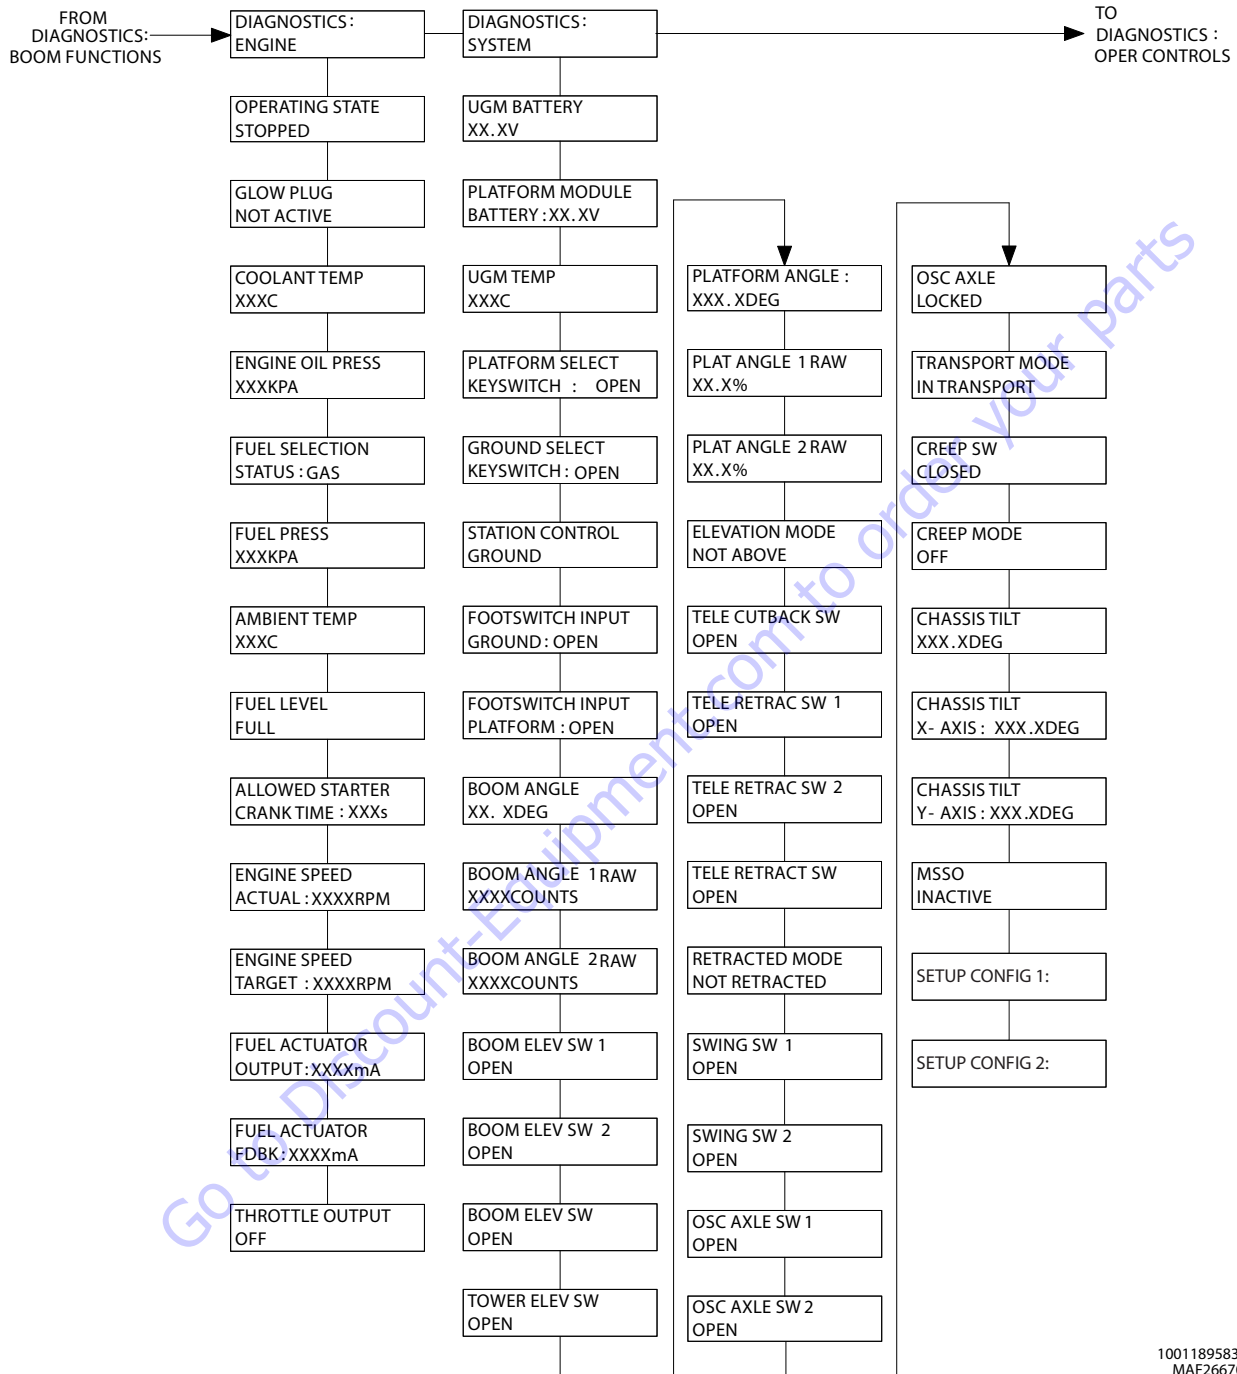 FROM
DIAGNOSTICS:
BOOM FUNCTIONS
DIAGNOSTICS:
ENGINE
OPERATING STATE
STOPPED
GLOW PLUG
NOT ACTIVE
COOLANT TEMP
XXXC
ENGINE OIL PRESS
XXXKPA
FUEL SELECTION
STATUS : GAS
FUEL PRESS
XXXKPA
AMBIENT TEMP
XXXC
FUEL LEVEL
FULL
ALLOWED STARTER
CRANK TIME : XXXs
ENGINE SPEED
ACTUAL : XXXXRPM
ENGINE SPEED
TARGET : XXXXRPM
FUEL ACTUATOR
OUTPUT: XXXXmA
FUEL ACTUATOR
FDBK : XXXXmA
THROTTLE OUTPUT
OFF
DIAGNOSTICS:
SYSTEM
UGM BATTERY
XX.XV
PLATFORM MODULE
BATTERY : XX.XV
UGM TEMP
XXXC
PLATFORM SELECT
KEYSWITCH : OPEN
GROUND SELECT
KEYSWITCH : OPEN
STATION CONTROL
GROUND
FOOTSWITCH INPUT
GROUND : OPEN
FOOTSWITCH INPUT
PLATFORM : OPEN
BOOM ANGLE
XX. XDEG
BOOM ANGLE 1 RAW
XXXXCOUNTS
BOOM ANGLE 2 RAW
XXXXCOUNTS
BOOM ELEV SW 1
OPEN
BOOM ELEV SW 2
OPEN
BOOM ELEV SW
OPEN
TOWER ELEV SW
OPEN
PLATFORM ANGLE :
XXX. XDEG
PLAT ANGLE 1 RAW
XX.X%
PLAT ANGLE 2 RAW
XX.X%
ELEVATION MODE
NOT ABOVE
TELE CUTBACK SW
OPEN
TELE RETRAC SW 1
OPEN
TELE RETRAC SW 2
OPEN
TELE RETRACT SW
OPEN
RETRACTED MODE
NOT RETRACTED
SWING SW 1
OPEN
SWING SW 2
OPEN
OSC AXLE SW 1
OPEN
OSC AXLE SW 2
OPEN
OSC AXLE
LOCKED
TRANSPORT MODE
IN TRANSPORT
CREEP SW
CLOSED
CREEP MODE
OFF
CHASSIS TILT
XXX.XDEG
CHASSIS TILT
X- AXIS : XXX.XDEG
CHASSIS TILT
Y- AXIS : XXX.XDEG
MSSO
INACTIVE
SETUP CONFIG 1:
SETUP CONFIG 2:
TO
DIAGNOSTICS :
OPER CONTROLS
Go to Discount-Equipment.com to order your parts
1001189583